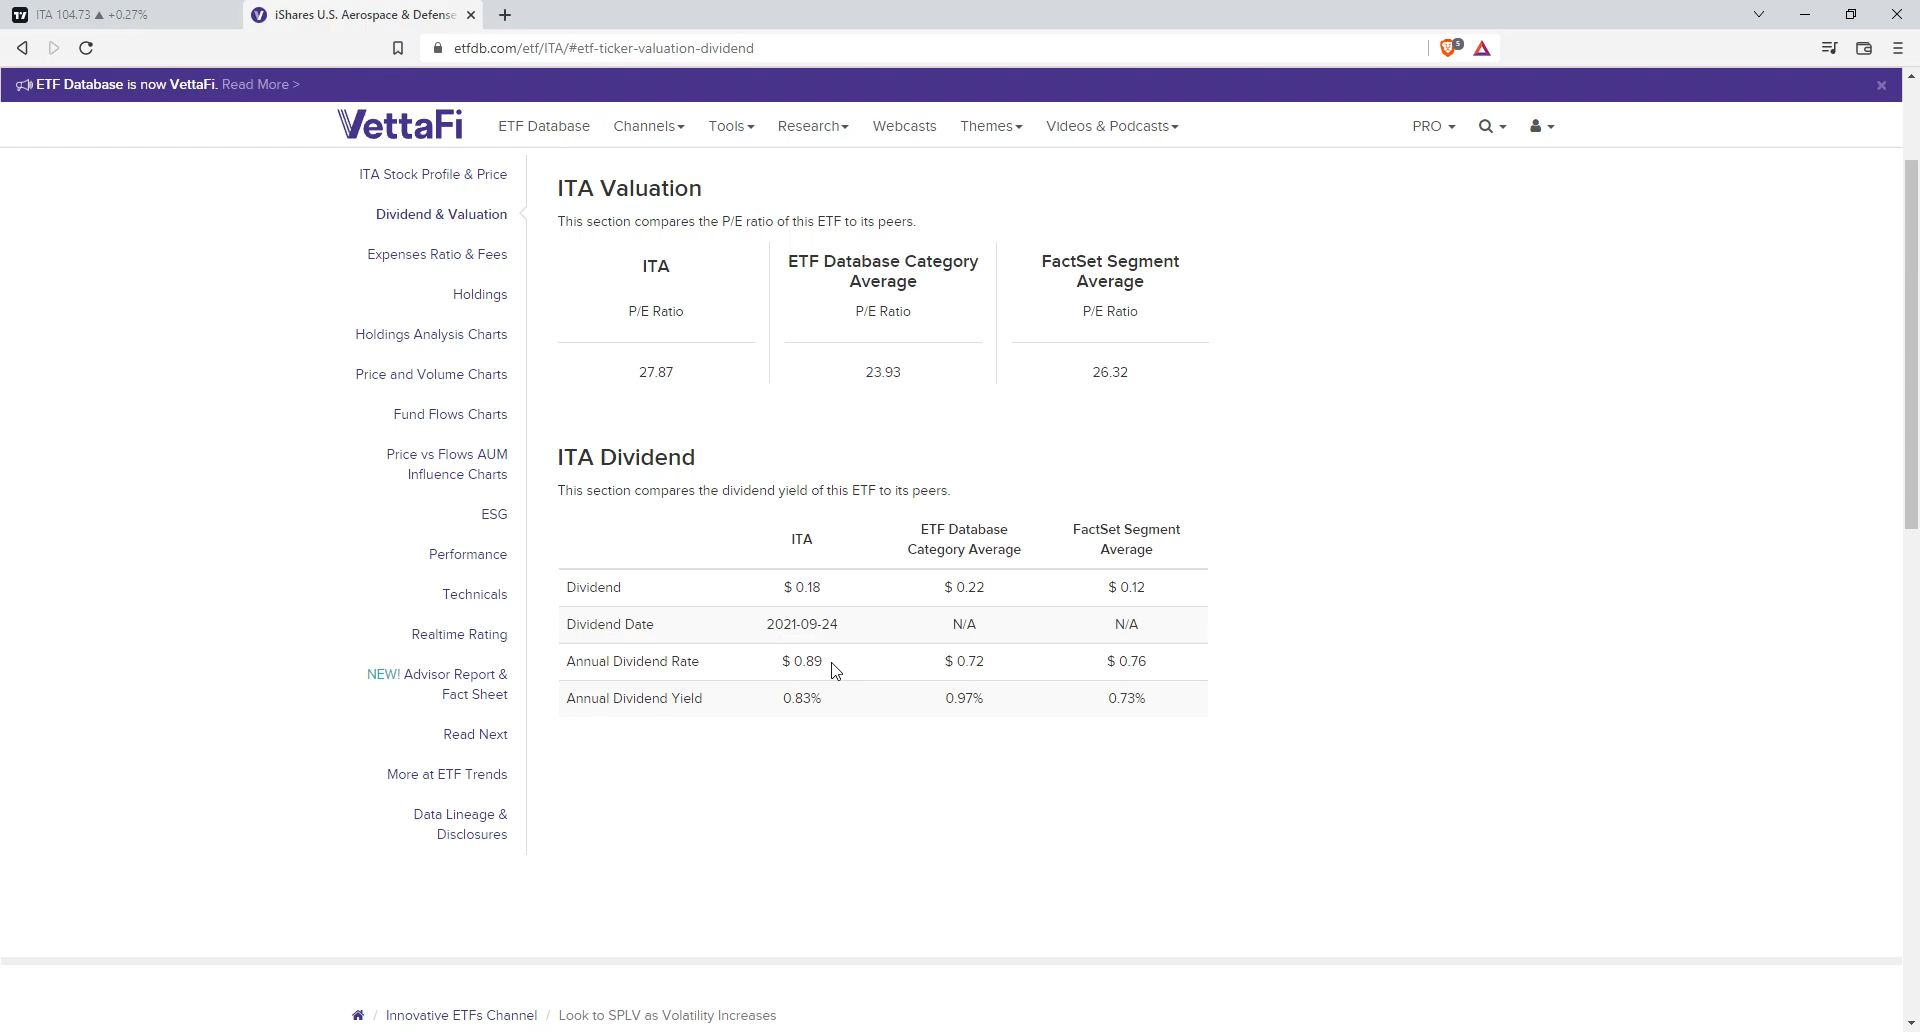 ITA 104.73 ▲ +0.27%
iShares U.S. Aerospace & Defense
etfdb.com/etf/ITA/#etf-ticker-valuation-dividend
5
ETF Database is now VettaFi. Read More >
VettaFi
ETF Database
Channels
Tools
Research
Webcasts
Themes
Videos & Podcasts
PRO
ITA Stock Profile & Price
Dividend & Valuation
Expenses Ratio & Fees
Holdings
Holdings Analysis Charts
Price and Volume Charts
Fund Flows Charts
Price vs Flows AUM
Influence Charts
ESG
Performance
Technicals
Realtime Rating
NEW! Advisor Report &
Fact Sheet
Read Next
More at ETF Trends
Data Lineage &
Disclosures
ITA Valuation
This section compares the P/E ratio of this ETF to its peers.
ITA
P/E Ratio
27.87
ETF Database Category
Average
P/E Ratio
23.93
FactSet Segment
Average
P/E Ratio
26.32
ITA Dividend
This section compares the dividend yield of this ETF to its peers.
ITA
ETF Database
Category Average
FactSet Segment
Average
Dividend $ 0.18 $ 0.22 $ 0.12
Dividend Date 2021-09-24 N/A N/A
Annual Dividend Rate $ 0.89 $ 0.72 $ 0.76
Annual Dividend Yield 0.83% 0.97% 0.73%
/ Innovative ETFs Channel / Look to SPLV as Volatility Increases